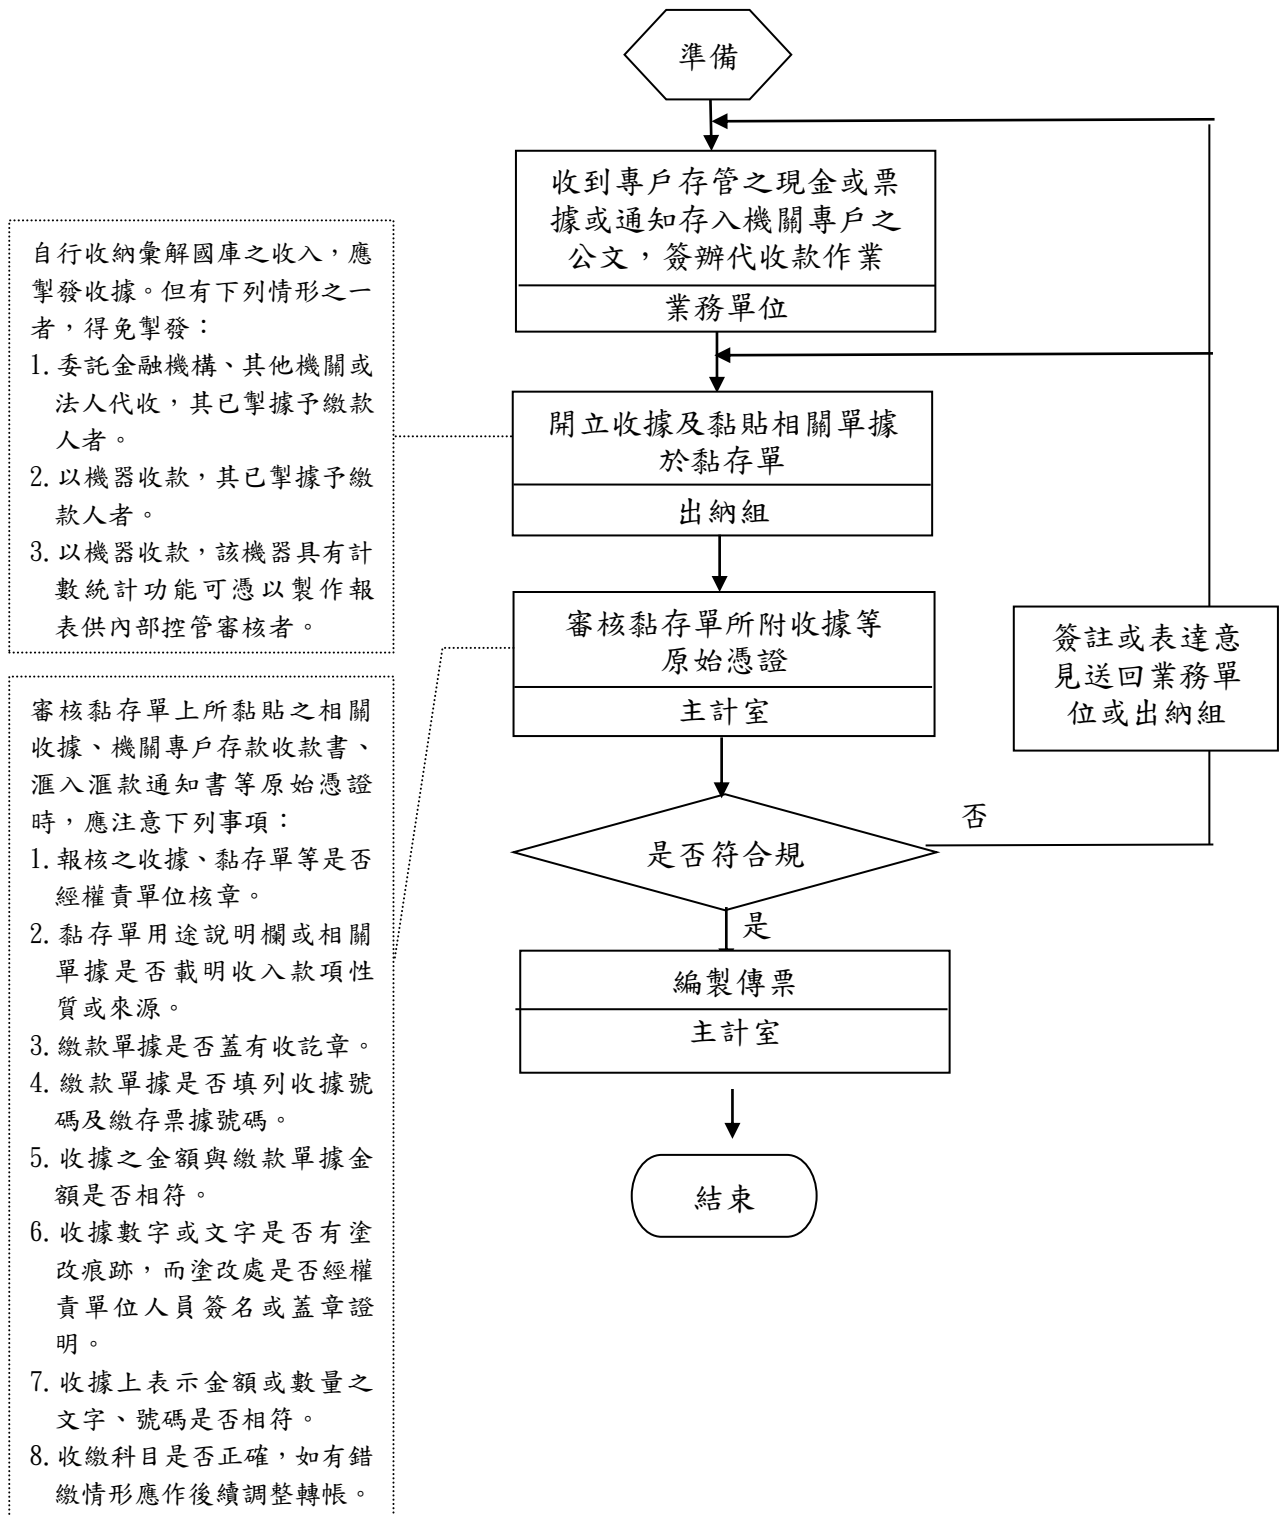 準備
收到專戶存管之現金或票
據或通知存入機關專戶之
公文，簽辦代收款作業
業務單位
自行收納彙解國庫之收入，應
掣發收據。但有下列情形之一
者，得免掣發：
1.委託金融機構、其他機關或
法人代收，其已掣據予繳款
人者。
2.以機器收款，其已掣據予繳
款人者。
3.以機器收款，該機器具有計
數統計功能可憑以製作報
表供內部控管審核者。
開立收據及黏貼相關單據
於黏存單
出納組
審核黏存單所附收據等
原始憑證
主計室
簽註或表達意
見送回業務單
位或出納組
審核黏存單上所黏貼之相關
收據、機關專戶存款收款書、
滙入滙款通知書等原始憑證
時，應注意下列事項：
1.報核之收據、黏存單等是否
經權責單位核章。
2.黏存單用途說明欄或相關
單據是否載明收入款項性
質或來源。
3.繳款單據是否蓋有收訖章。
4.繳款單據是否填列收據號
碼及繳存票據號碼。
5.收據之金額與繳款單據金
額是否相符。
6.收據數字或文字是否有塗
改痕跡，而塗改處是否經權
責單位人員簽名或蓋章證
明。
7.收據上表示金額或數量之
文字、號碼是否相符。
8.收繳科目是否正確，如有錯
繳情形應作後續調整轉帳。
是否符合規
否
是
編製傳票
主計室
結束